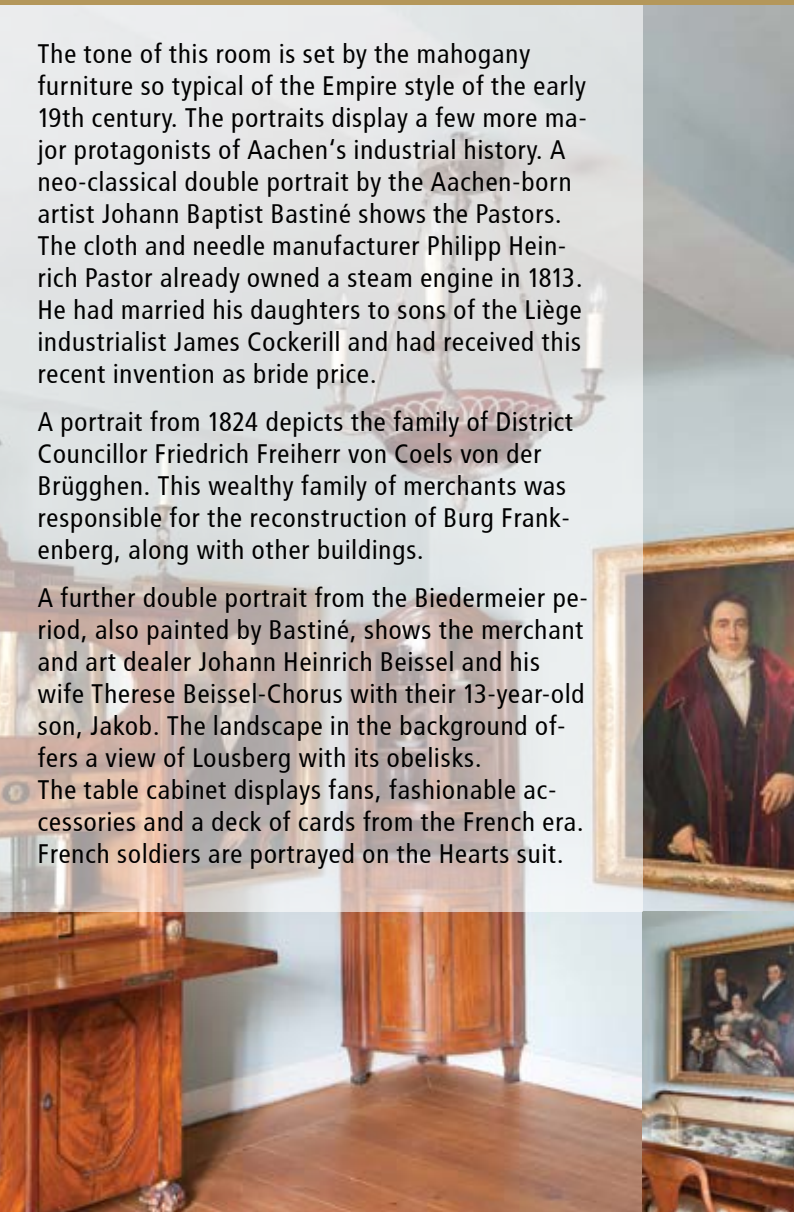 The tone of this room is set by the mahogany
furniture so typical of the Empire style of the early
19th century. The portraits display a few more ma-
jor protagonists of Aachen‘s industrial history. A
neo-classical double portrait by the Aachen-born
artist Johann Baptist Bastiné shows the Pastors.
The cloth and needle manufacturer Philipp Hein-
rich Pastor already owned a steam engine in 1813.
He had married his daughters to sons of the Liège
industrialist James Cockerill and had received this
recent invention as bride price.
A portrait from 1824 depicts the family of District
Councillor Friedrich Freiherr von Coels von der
Brügghen. This wealthy family of merchants was
responsible for the reconstruction of Burg Frank-
enberg, along with other buildings.
A further double portrait from the Biedermeier pe-
riod, also painted by Bastiné, shows the merchant
and art dealer Johann Heinrich Beissel and his
wife Therese Beissel-Chorus with their 13-year-old
son, Jakob. The landscape in the background of-
fers a view of Lousberg with its obelisks.
The table cabinet displays fans, fashionable ac-
cessories and a deck of cards from the French era.
French soldiers are portrayed on the Hearts suit.